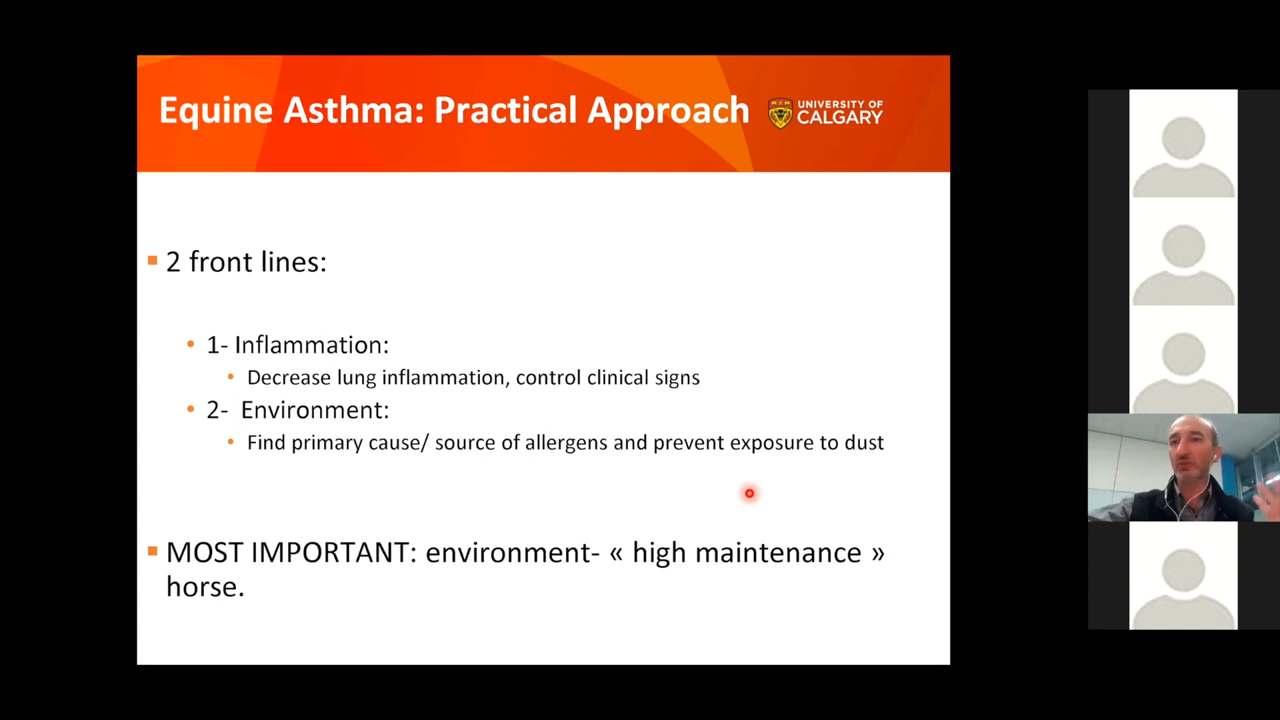 Equine Asthma: Practical Approach
UNIVERSITY OF
CALGARY
2 front lines:
1- Inflammation:
Decrease lung inflammation, control clinical signs
2- Environment:
Find primary cause/ source of allergens and prevent exposure to dust
MOST IMPORTANT: environment- « high maintenance »
horse.